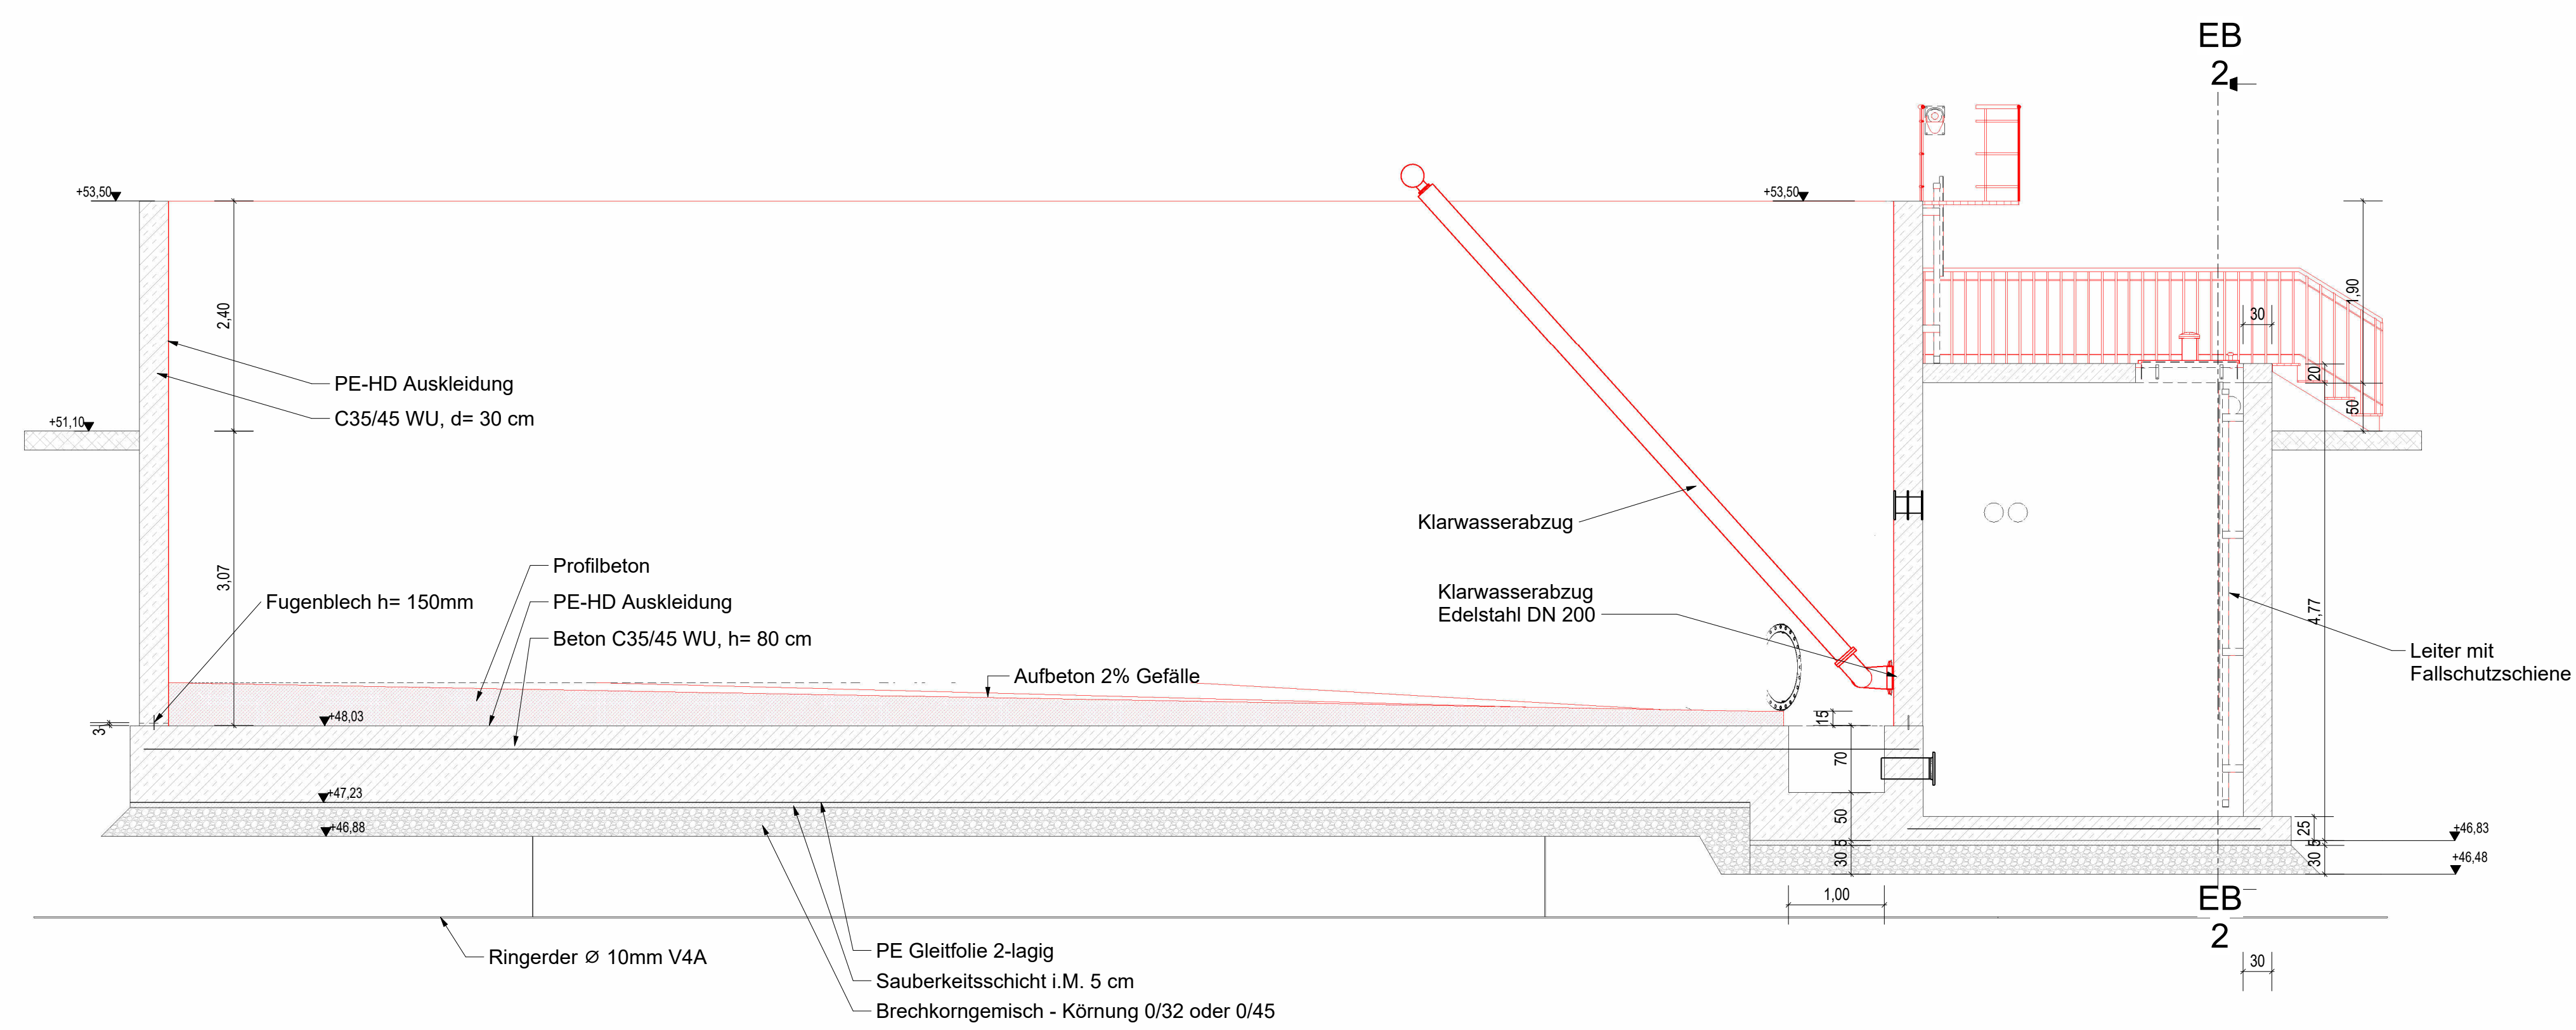 EB
2
+53,50
+53,50
2,40
1,90
30
20
50
PE-HD Auskleidung
C35/45 WU, d= 30 cm
+51,10
Klarwasserabzug
3,07
Profilbeton
Fugenblech h= 150mm
PE-HD Auskleidung
Beton C35/45 WU, h= 80 cm
Klarwasserabzug
Edelstahl DN 200
4,77
Leiter mit
Fallschutzschiene
Aufbeton 2% Gefälle
3
+48,03
15
70
+47,23
50
+46,88
25
+46,83
5
30
5
30
+46,48
1,00
EB
2
30
Ringerder ∅ 10mm V4A
PE Gleitfolie 2-lagig
Sauberkeitsschicht i.M. 5 cm
Brechkorngemisch - Körnung 0/32 oder 0/45